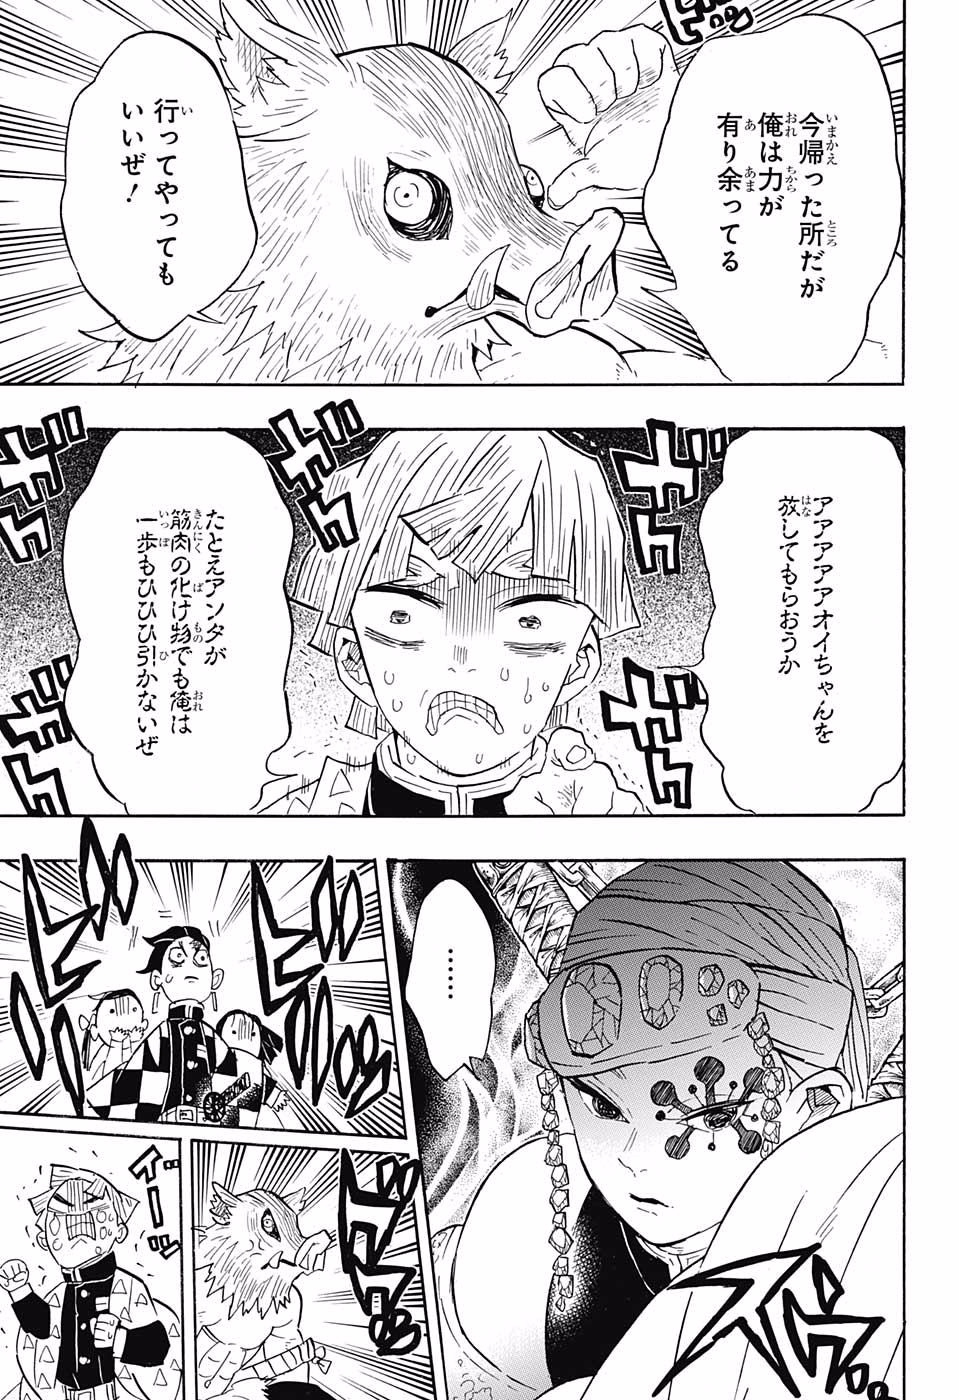 今帰った所だが
俺は力が
有り余ってる
行ってやっても
いいぜ！
アアアアアオイちゃんを
放してもらおうか
たとえアンタが
筋肉の化け物でも俺は
一歩もひひひ引かないぜ
……